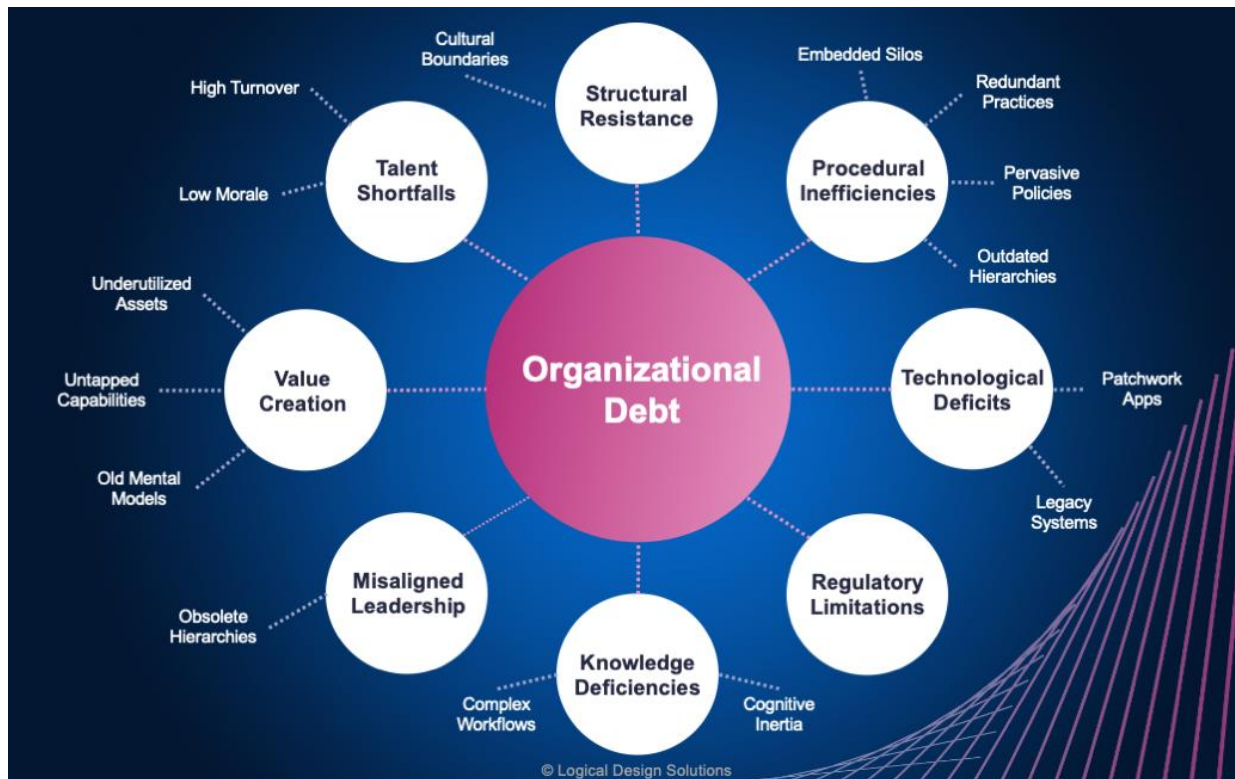 Cultural
Boundaries
Structural
Resistance
Embedded Silos
Redundant
Practices
High Turnover
Talent
Shortfalls
Procedural
Inefficiencies
Pervasive
Policies
Low Morale
Outdated
Hierarchies
Underutilized
Assets
Organizational
Debt
Untapped
Capabilities
Value
Creation
Technological
Deficits
Patchwork
Apps
Old Mental
Models
Legacy
Systems
Misaligned
Leadership
Regulatory
Limitations
Obsolete
Hierarchies
Knowledge
Deficiencies
Complex
Workflows
Cognitive
Inertia
© Logical Design Solutions